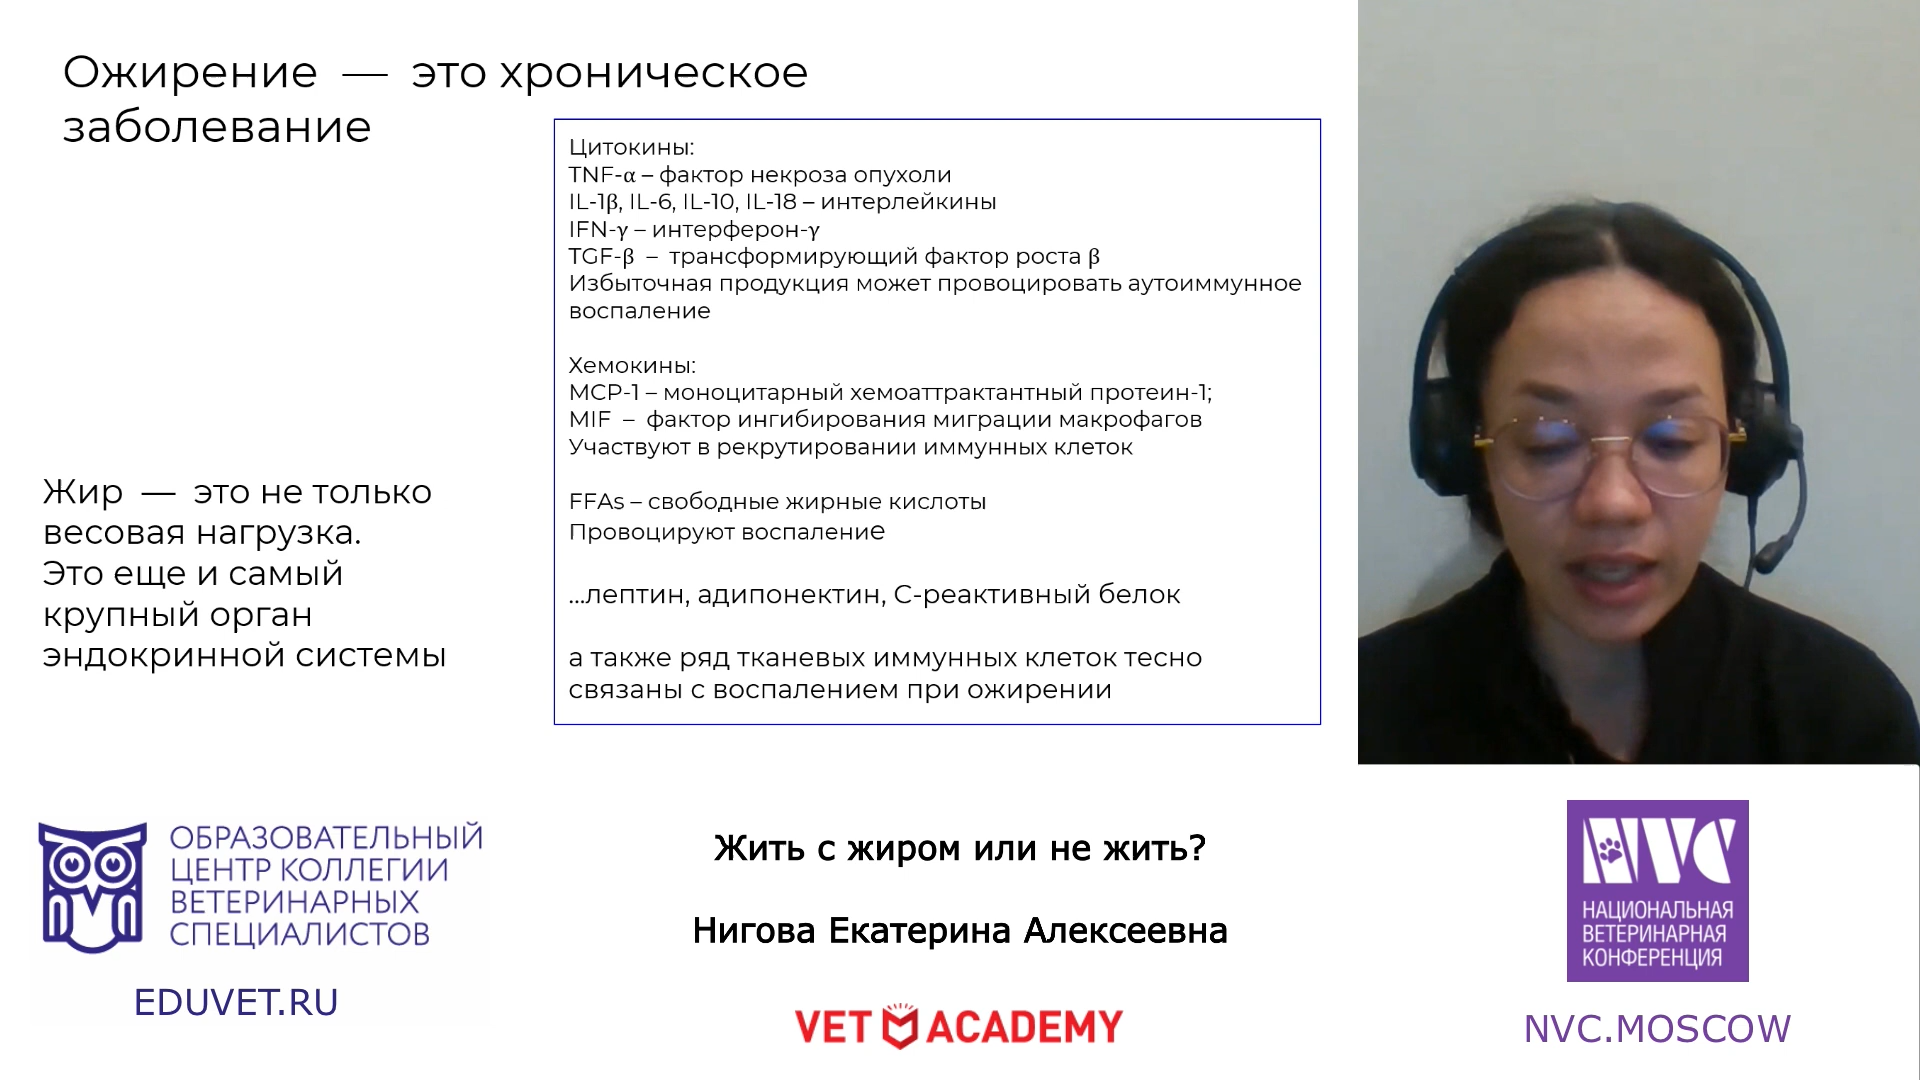 Ожирение — это хроническое
заболевание
Цитокины:
TNF-α – фактор некроза опухоли
IL-1β, IL-6, IL-10, IL-18 – интерлейкины
IFN-γ – интерферон-γ
TGF-β – трансформирующий фактор роста β
Избыточная продукция может провоцировать аутоиммунное
воспаление
Хемокины:
MCP-1 – моноцитарный хемоаттрактантный протеин-1;
MIF – фактор ингибирования миграции макрофагов
Участвуют в рекрутировании иммунных клеток
FFAs – свободные жирные кислоты
Провоцируют воспаление
...лептин, адипонектин, С-реактивный белок
а также ряд тканевых иммунных клеток тесно
связаны с воспалением при ожирении
Жир — это не только
весовая нагрузка.
Это еще и самый
крупный орган
эндокринной системы
ОБРАЗОВАТЕЛЬНЫЙ
ЦЕНТР КОЛЛЕГИИ
ВЕТЕРИНАРНЫХ
СПЕЦИАЛИСТОВ
EDUVET.RU
Жить с жиром или не жить?
Нигова Екатерина Алексеевна
VET ACADEMY
NVC
НАЦИОНАЛЬНАЯ
ВЕТЕРИНАРНАЯ
КОНФЕРЕНЦИЯ
NVC.MOSCOW